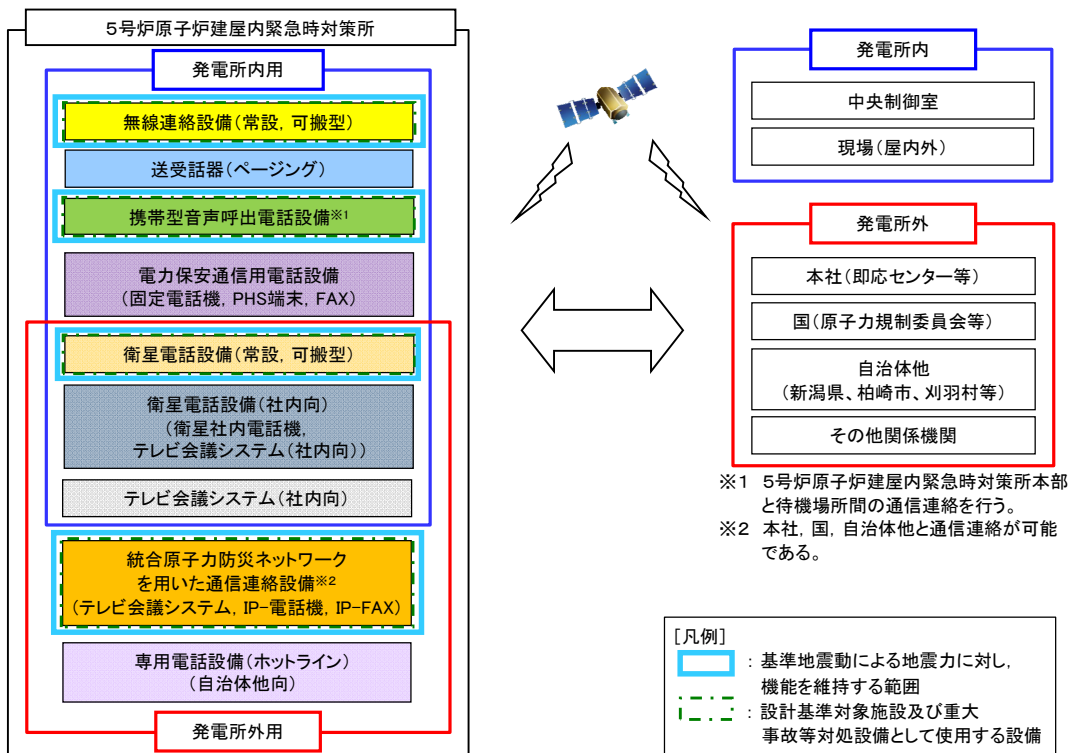 5号炉原子炉建屋内緊急時対策所
発電所内用
無線連絡設備(常設, 可搬型)
送受話器(ページング)
携帯型音声呼出電話設備※1
電力保安通信用電話設備
(固定電話機, PHS端末, FAX)
衛星電話設備(常設, 可搬型)
衛星電話設備(社内向)
(衛星社内電話機,
テレビ会議システム(社内向))
テレビ会議システム(社内向)
統合原子力防災ネットワーク
を用いた通信連絡設備※2
(テレビ会議システム, IP-電話機, IP-FAX)
専用電話設備(ホットライン)
(自治体他向)
発電所外用
発電所内
中央制御室
現場(屋内外)
発電所外
本社(即応センター等)
国(原子力規制委員会等)
自治体他
(新潟県、柏崎市、刈羽村等)
その他関係機関
※1 5号炉原子炉建屋内緊急時対策所本部
と待機場所間の通信連絡を行う。
※2 本社, 国, 自治体他と通信連絡が可能
である。
[凡例]
: 基準地震動による地震力に対し,
機能を維持する範囲
: 設計基準対象施設及び重大
事故等対処設備として使用する設備